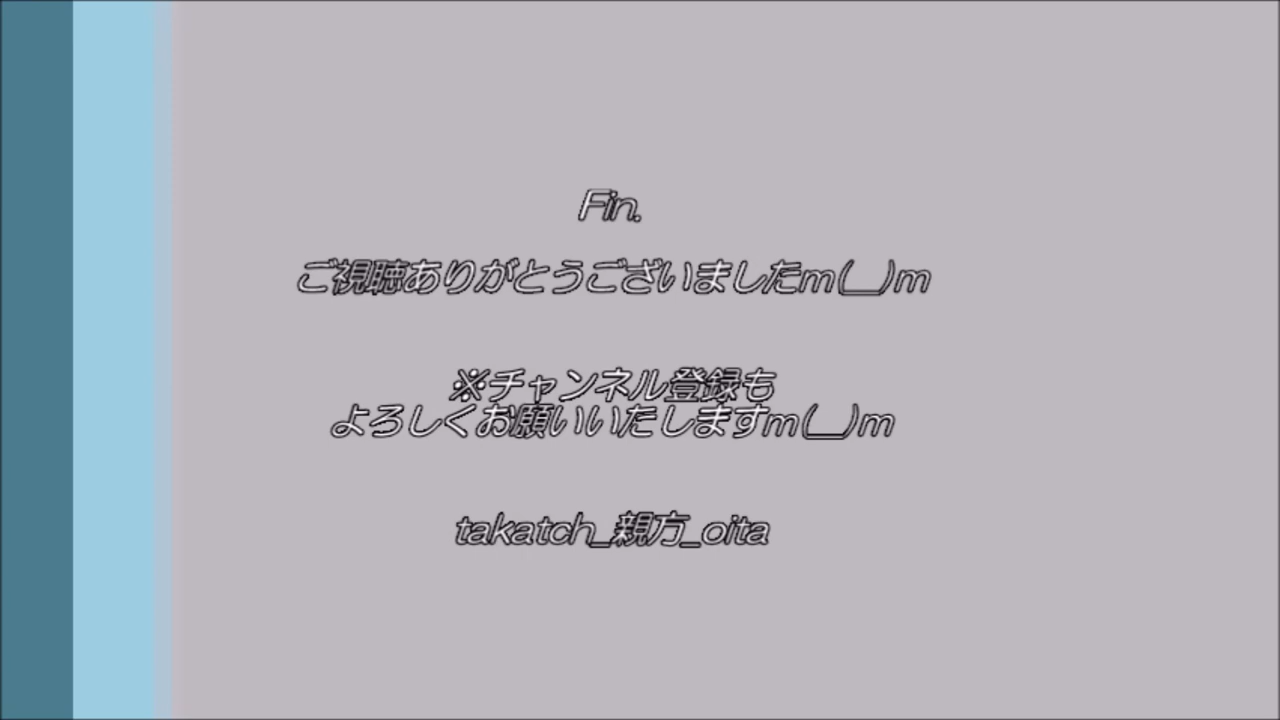 Fin.
ご視聴ありがとうございましたm(__)m
※チャンネル登録も
よろしくお願いいたしますm(__)m
takatch_親方_oita